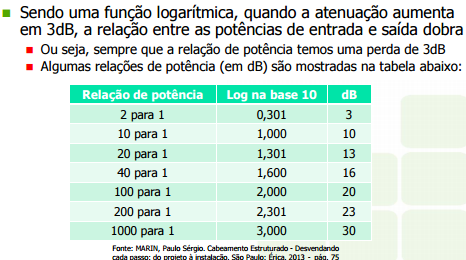 Sendo uma função logarítmica, quando a atenuação aumenta
em 3dB, a relação entre as potências de entrada e saída dobra
Ou seja, sempre que a relação de potência temos uma perda de 3dB
Algumas relações de potência (em dB) são mostradas na tabela abaixo:
Relação de potência Log na base 10 dB
2 para 1 0,301 3
10 para 1 1,000 10
20 para 1 1,301 13
40 para 1 1,600 16
100 para 1 2,000 20
200 para 1 2,301 23
1000 para 1 3,000 30
Fonte: MARIN, Paulo Sérgio. Cabeamento Estruturado - Desvendando
cada passo: do projeto à instalação. São Paulo: Érica, 2013 - pág. 75